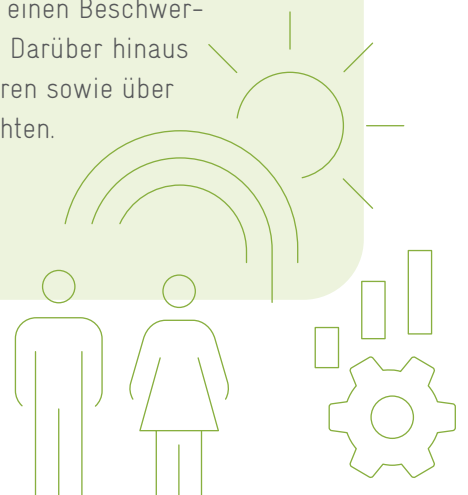 einen Beschwer-
Darüber hinaus
ren sowie über
hten.